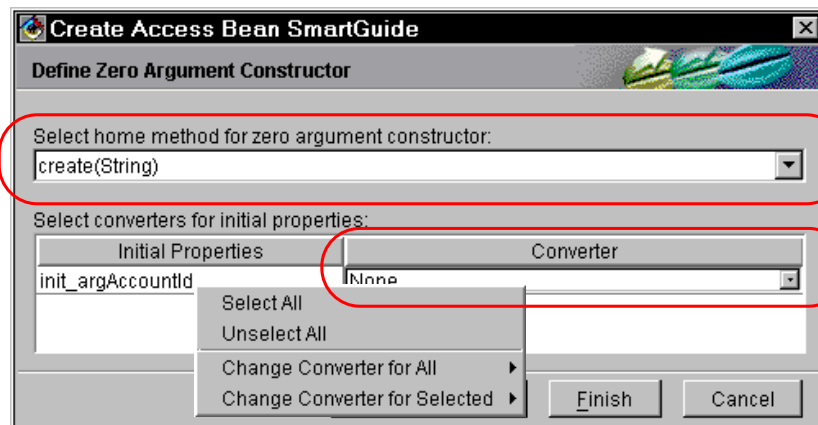 Create Access Bean SmartGuide
Define Zero Argument Constructor
Select home method for zero argument constructor:
create(String)
Select converters for initial properties:
Initial Properties Converter
init_argAccountId None
Select All
Unselect All
Change Converter for All
Change Converter for Selected
Finish Cancel